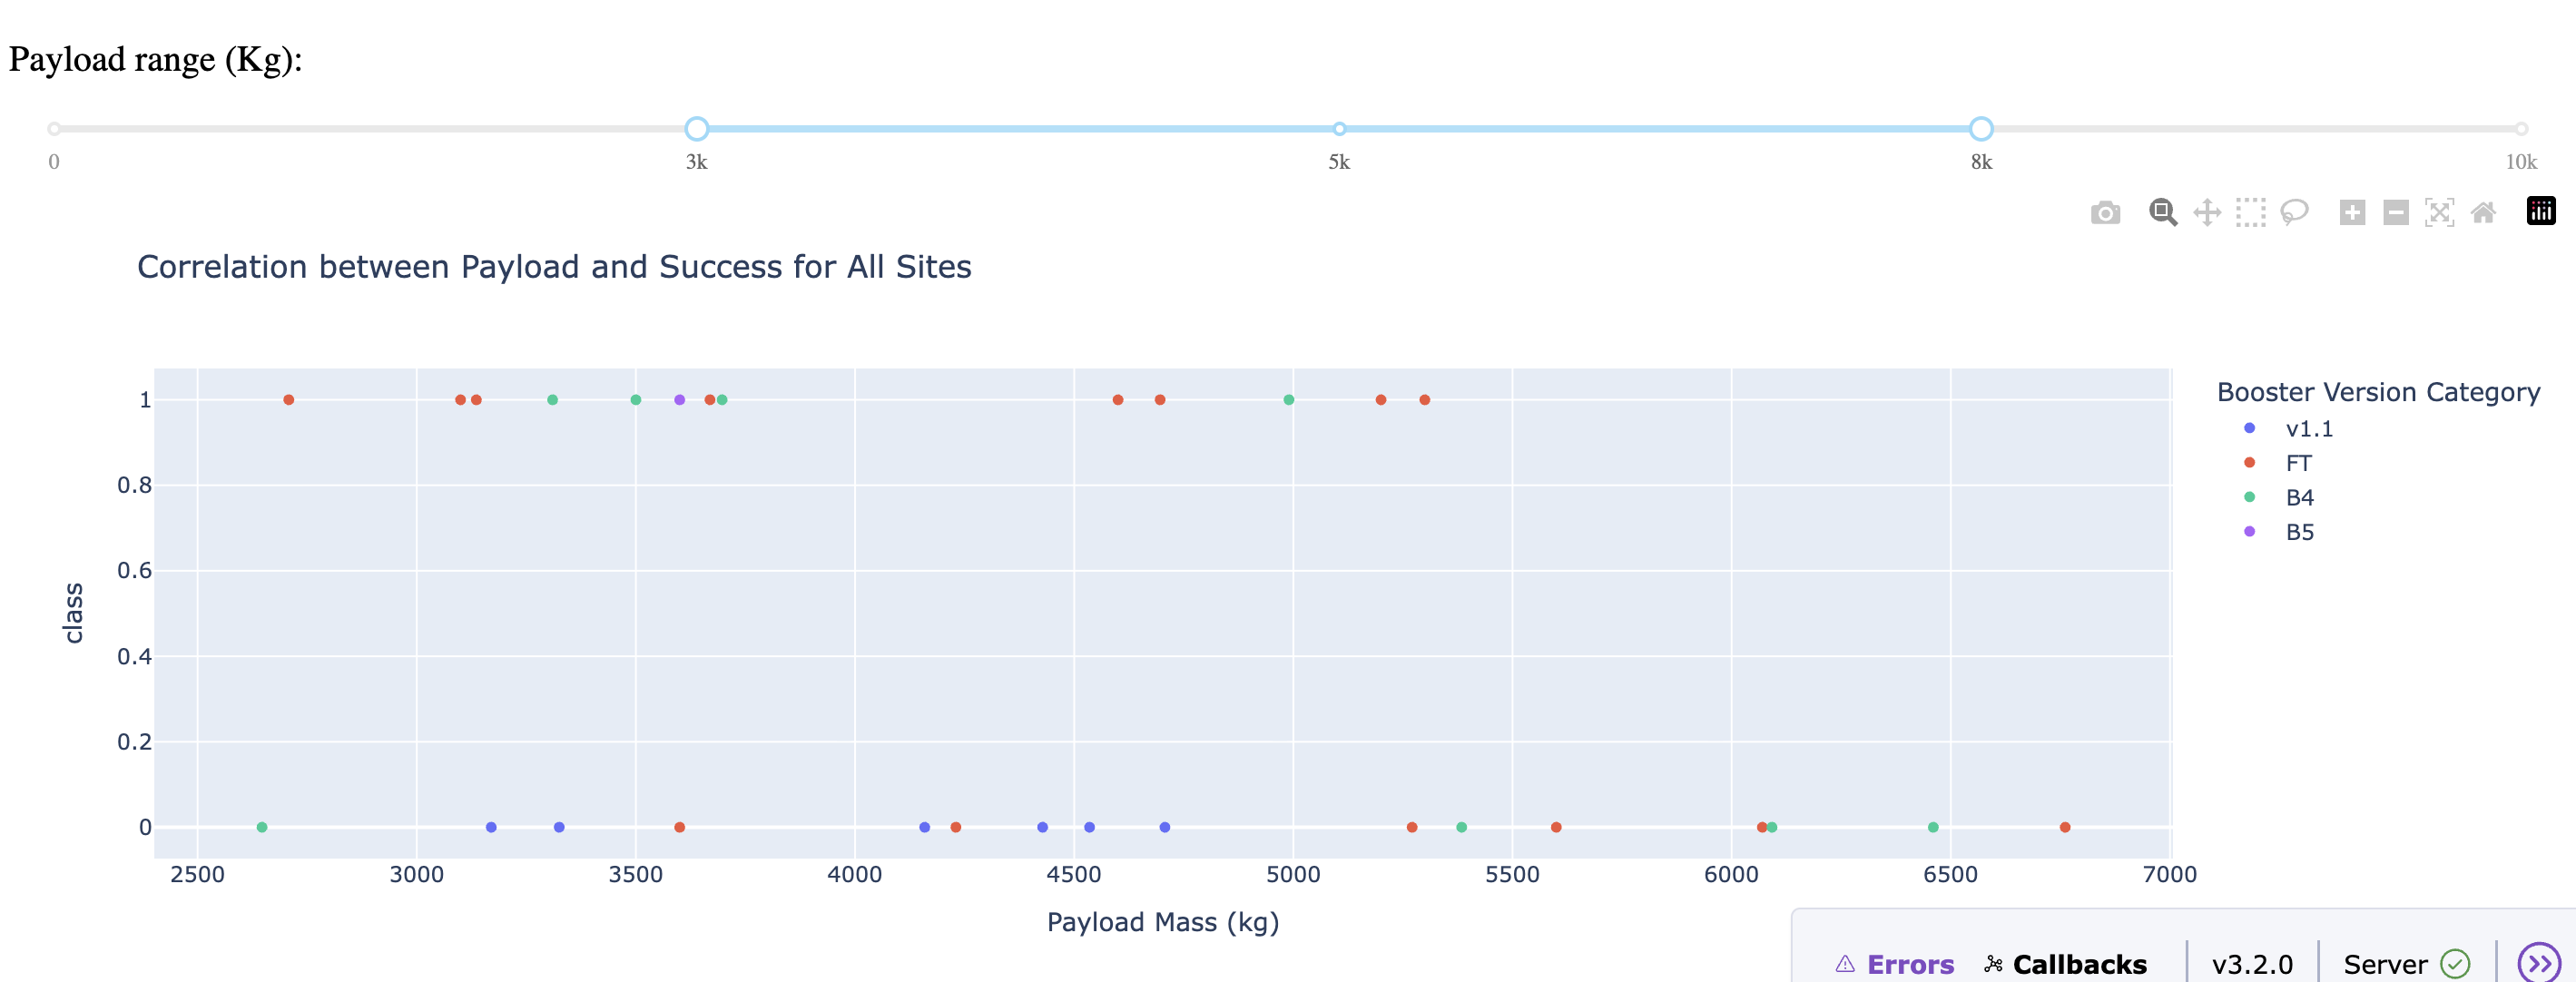 Payload range (Kg):
0 3k 5k 8k 10k
Correlation between Payload and Success for All Sites
1
0.8
0.6
0.4
0.2
0
class
2500 3000 3500 4000 4500 5000 5500 6000 6500 7000
Payload Mass (kg)
Booster Version Category
v1.1
FT
B4
B5
Errors Callbacks v3.2.0 Server